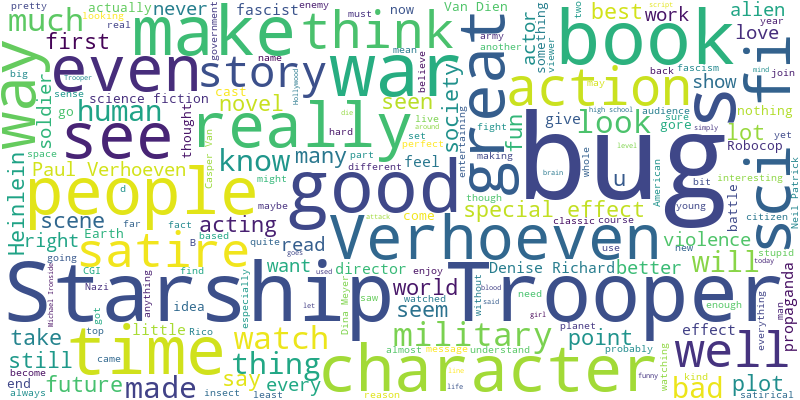 Starship Trooper
bug
good
book
Verhoeven
character
people
really
time
see
make
war
great
even
think
way
sci fi
story
well
satire
action
military
much
human
know
watch
thing
made
acting
look
will
bad
society
special effect
Paul Verhoeven
Heinlein
scene
right
future
still
take
little
say
every
seem
world
director
want
read
many
seen
novel
first
soldier
science fiction
actually
never
fascist
now
Van Dien
actor
something
best
work
alien
love
show
lot
fun
give
feel
violence
better
Denise Richard
point
plot
effect
propaganda
battle
gore
Robocop
nothing
Neil Patrick
American
citizen
young
interesting
audience
high school
fascism
another
army
enemy
government
looking
pretty
real
big
sense
Trooper
space
go
thought
cast
name
must
mean
believe
Hollywood
live
around
set
perfect
hard
die
part
different
might
maybe
though
come
entertaining
making
fight
whole
brain
level
simply
bit
sure
may
back
mind
join
year
script
two
viewer
yet
stupid
today
new
use
classic
course
without
need
enjoy
saw
watched
Dina Meyer
Casper Van
especially
quite
based
fact
far
Earth
going
CGI
Nazi
B
d
u
find
attack
goes
used
let
idea
Rico
got
top
came
anything
Michael Ironside
end
become
always
insect
least
reason
life
line
message
almost
understand
probably
funny
watching
kind
enough
everything
man
satirical
planet
blood
said
girl